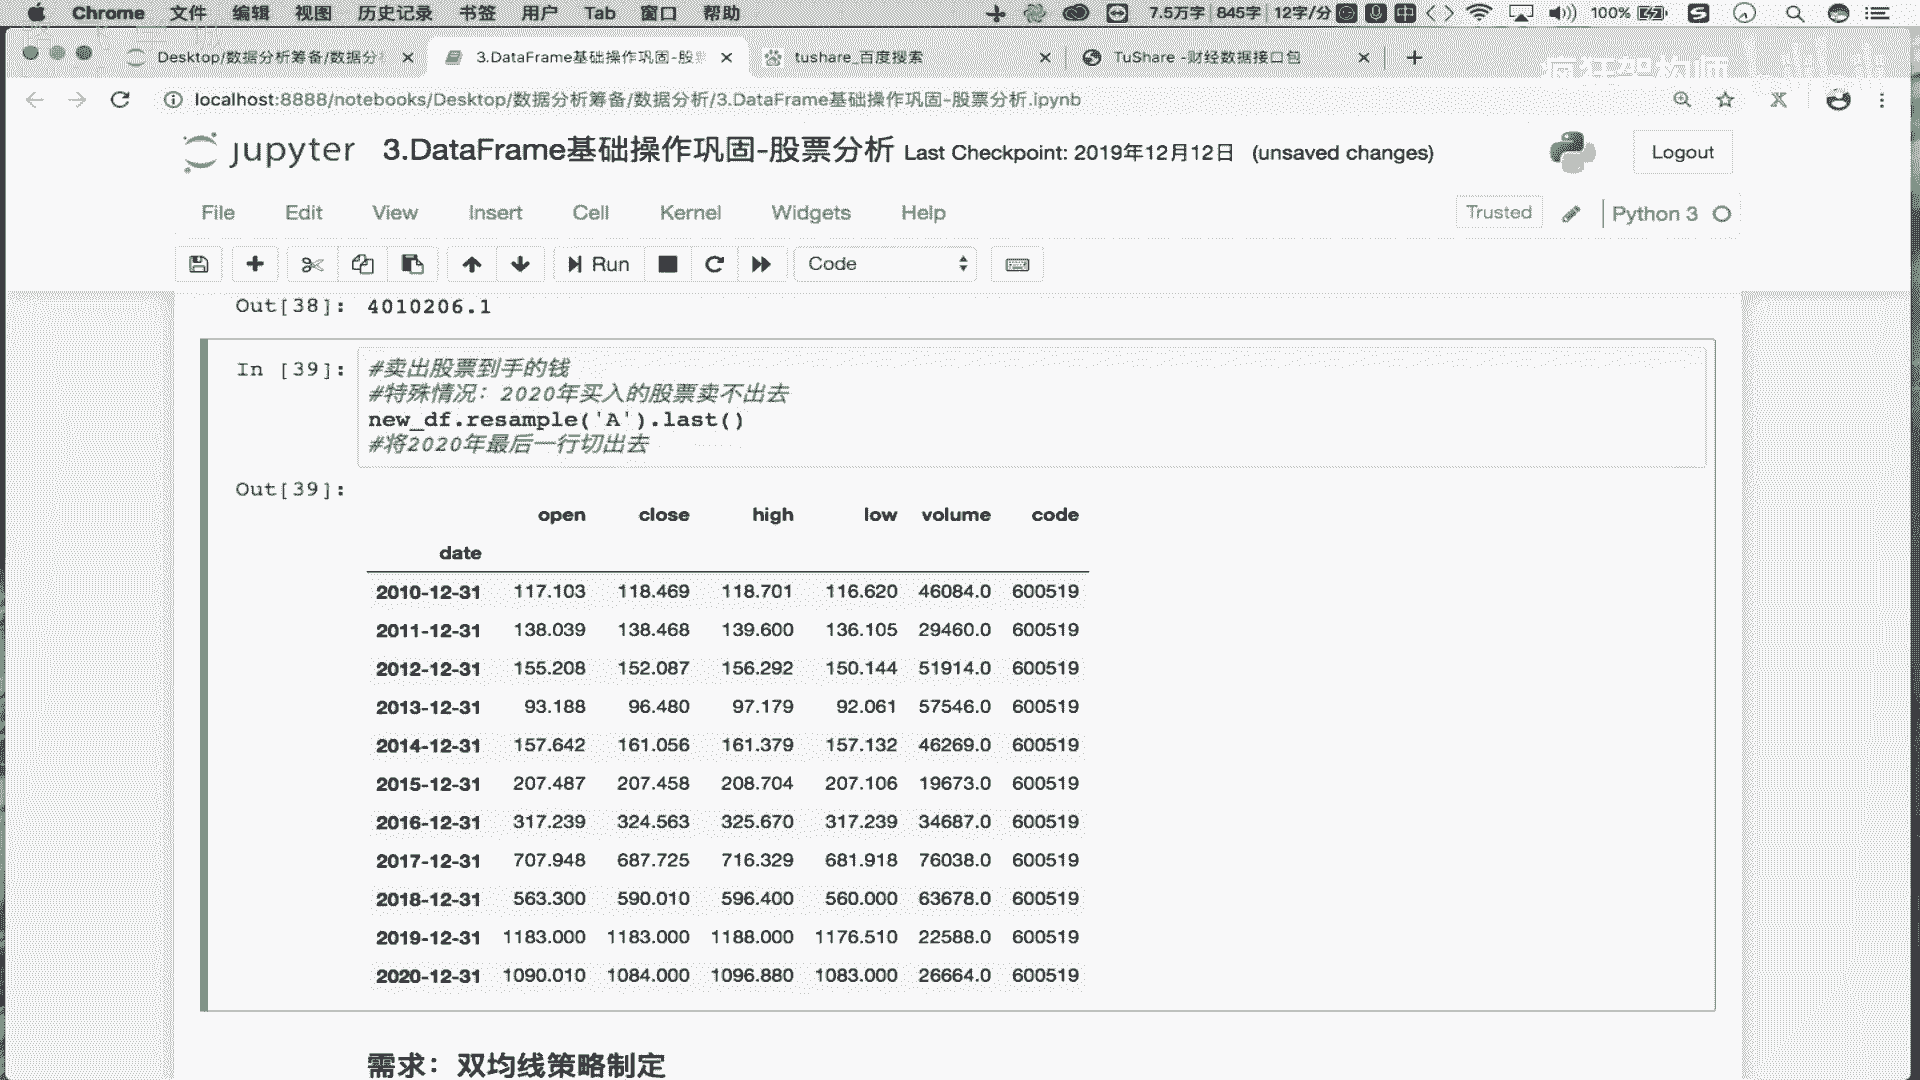 Chrome 文件 编辑 视图 历史记录 书签 用户 Tab 窗口 帮助 7.5万字 845字 12字/分 中 100%
Desktop/数据分析筹备/数据分 3.DataFrame基础操作巩固-股票 tushare_百度搜索 TuShare -财经数据接口包
疯狂架构师
localhost:8888/notebooks/Desktop/数据分析筹备/数据分析/3.DataFrame基础操作巩固-股票分析.ipynb
jupyter 3.DataFrame基础操作巩固-股票分析 Last Checkpoint: 2019年12月12日 (unsaved changes) Logout
File Edit View Insert Cell Kernel Widgets Help Trusted Python 3
Run Code
Out[38]: 4010206.1
In [39]: #卖出股票到手的钱
#特殊情况：2020年买入的股票卖不出去
new_df.resample('A').last()
#将2020年最后一行切出去
Out[39]:
open close high low volume code
date
2010-12-31 117.103 118.469 118.701 116.620 46084.0 600519
2011-12-31 138.039 138.468 139.600 136.105 29460.0 600519
2012-12-31 155.208 152.087 156.292 150.144 51914.0 600519
2013-12-31 93.188 96.480 97.179 92.061 57546.0 600519
2014-12-31 157.642 161.056 161.379 157.132 46269.0 600519
2015-12-31 207.487 207.458 208.704 207.106 19673.0 600519
2016-12-31 317.239 324.563 325.670 317.239 34687.0 600519
2017-12-31 707.948 687.725 716.329 681.918 76038.0 600519
2018-12-31 563.300 590.010 596.400 560.000 63678.0 600519
2019-12-31 1183.000 1183.000 1188.000 1176.510 22588.0 600519
2020-12-31 1090.010 1084.000 1096.880 1083.000 26664.0 600519
需求：双均线策略制定